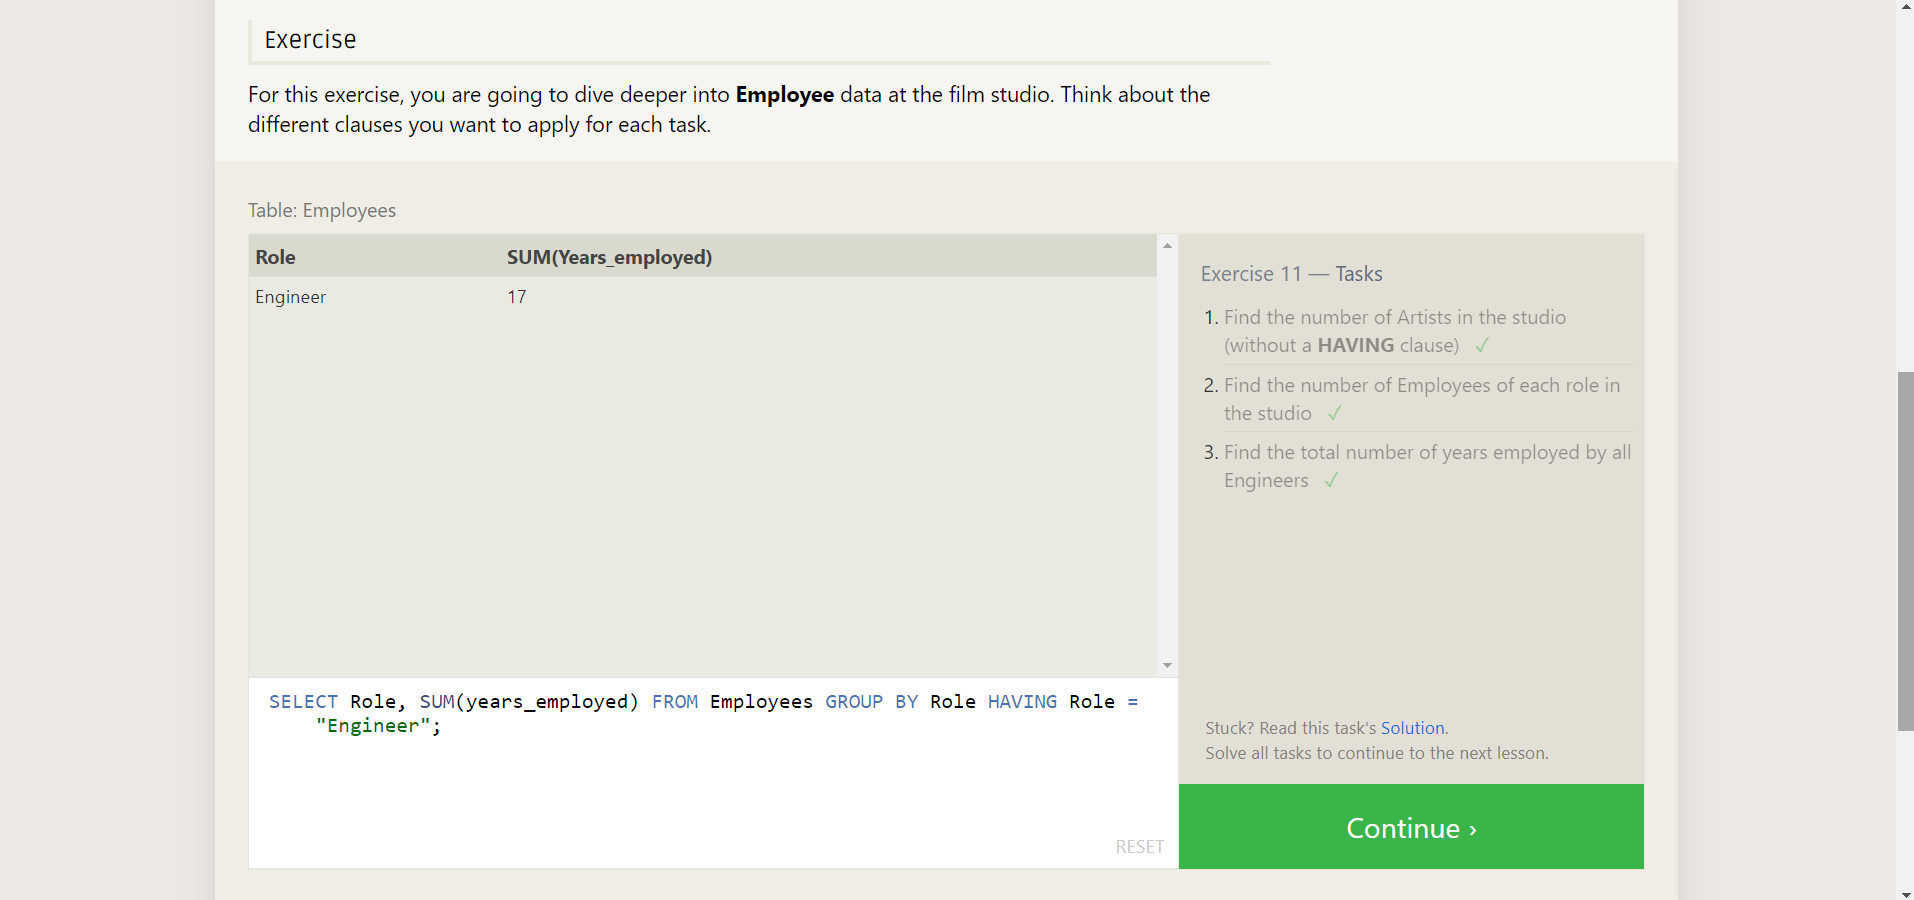 Exercise
For this exercise, you are going to dive deeper into Employee data at the film studio. Think about the
different clauses you want to apply for each task.
Table: Employees
Role SUM(Years_employed)
Engineer 17
SELECT Role, SUM(years_employed) FROM Employees GROUP BY Role HAVING Role =
"Engineer";
RESET
Exercise 11 — Tasks
1. Find the number of Artists in the studio
(without a HAVING clause) ✓
2. Find the number of Employees of each role in
the studio ✓
3. Find the total number of years employed by all
Engineers ✓
Stuck? Read this task's Solution.
Solve all tasks to continue to the next lesson.
Continue ›